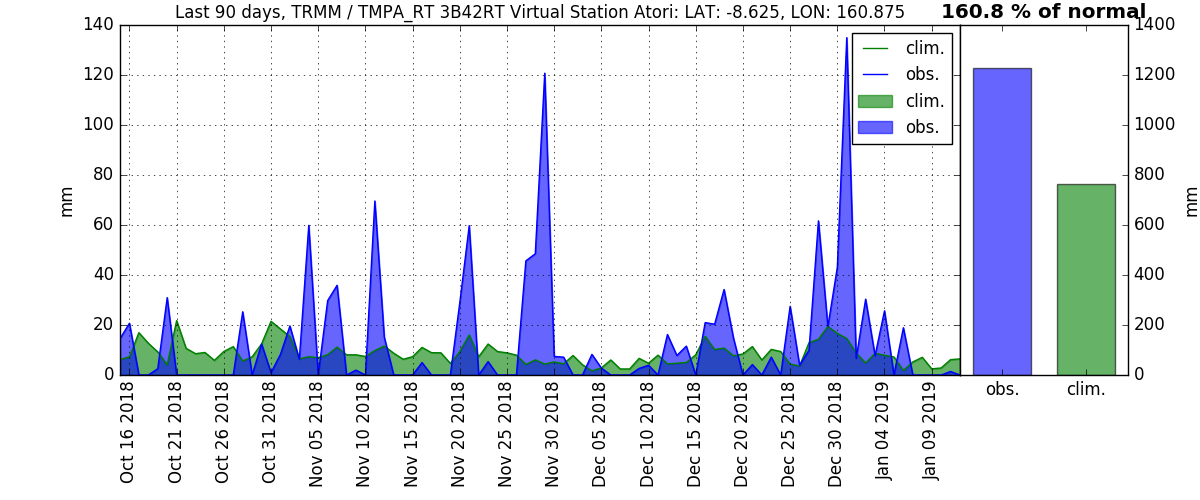 Last 90 days, TRMM / TMPA_RT 3B42RT Virtual Station Atori: LAT: -8.625, LON: 160.875
160.8 % of normal
140
120
100
80
60
40
20
0
mm
clim.
obs.
clim.
obs.
1400
1200
1000
800
600
400
200
0
mm
obs.
clim.
Oct 16 2018
Oct 21 2018
Oct 26 2018
Oct 31 2018
Nov 05 2018
Nov 10 2018
Nov 15 2018
Nov 20 2018
Nov 25 2018
Nov 30 2018
Dec 05 2018
Dec 10 2018
Dec 15 2018
Dec 20 2018
Dec 25 2018
Dec 30 2018
Jan 04 2019
Jan 09 2019